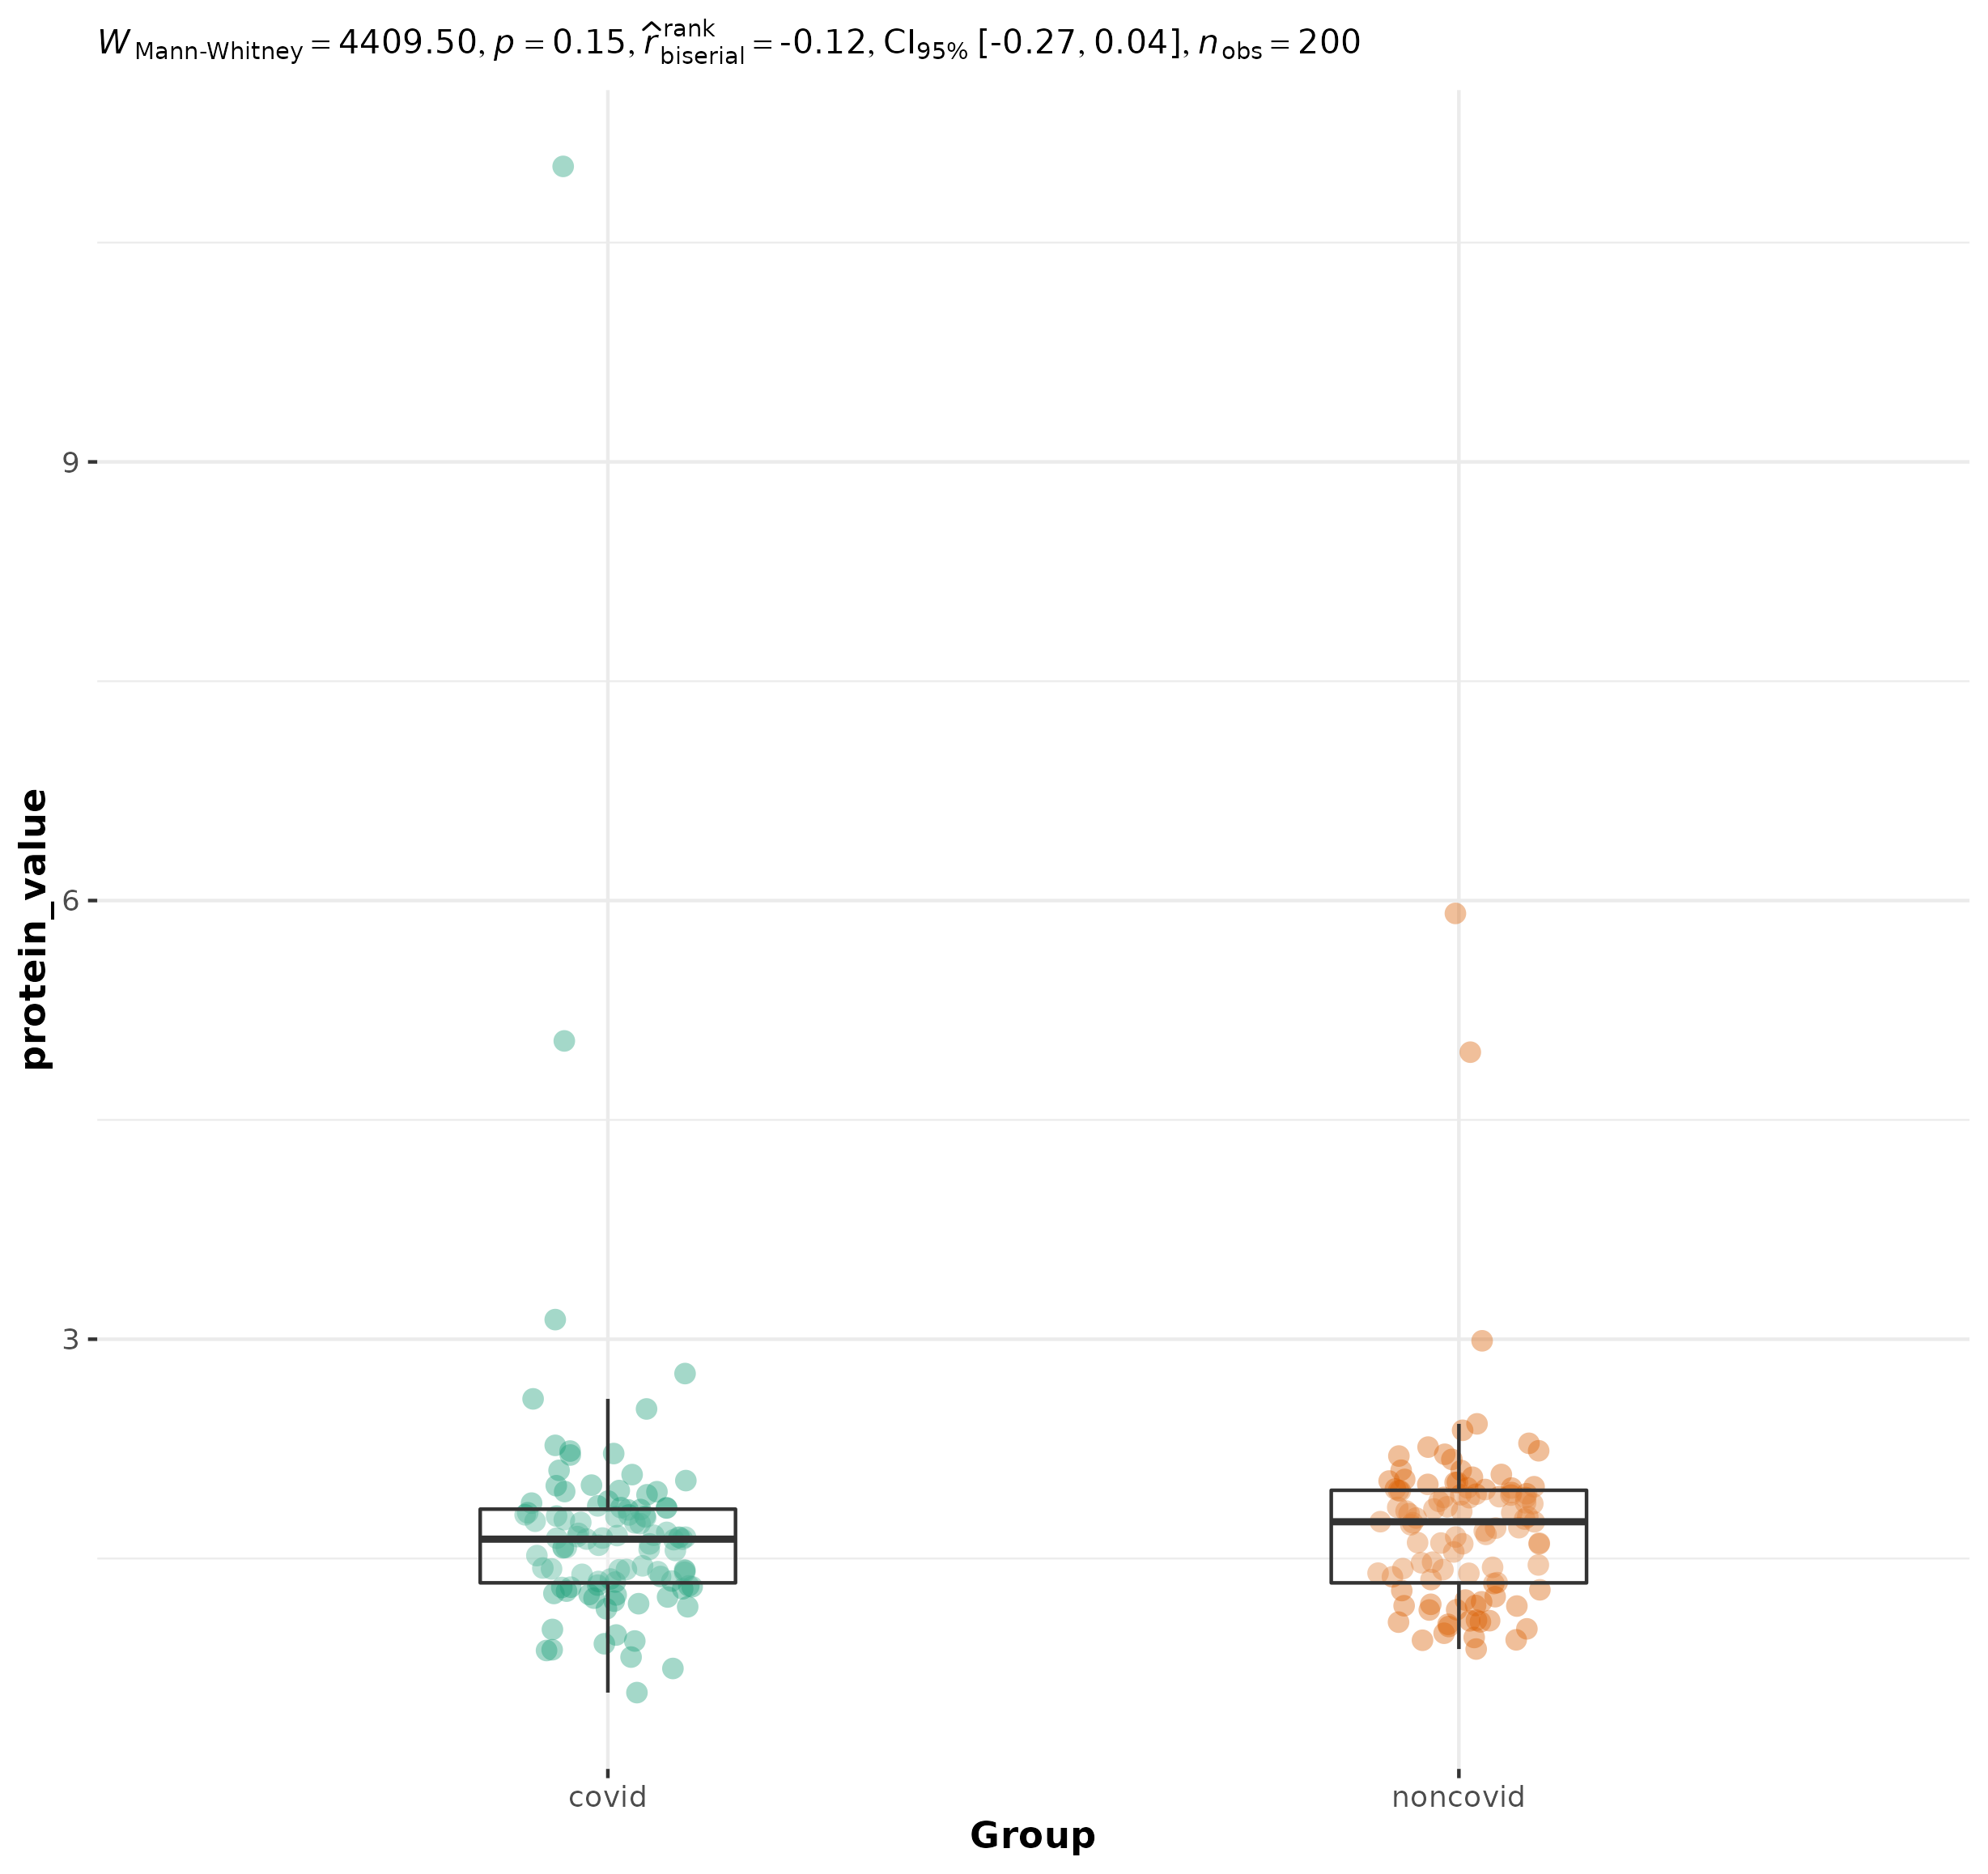 W Mann-Whitney = 4409.50, p = 0.15, r̂ rank biserial = -0.12, CI95% [-0.27, 0.04], nobs = 200
9
6
3
protein_value
covid noncovid
Group